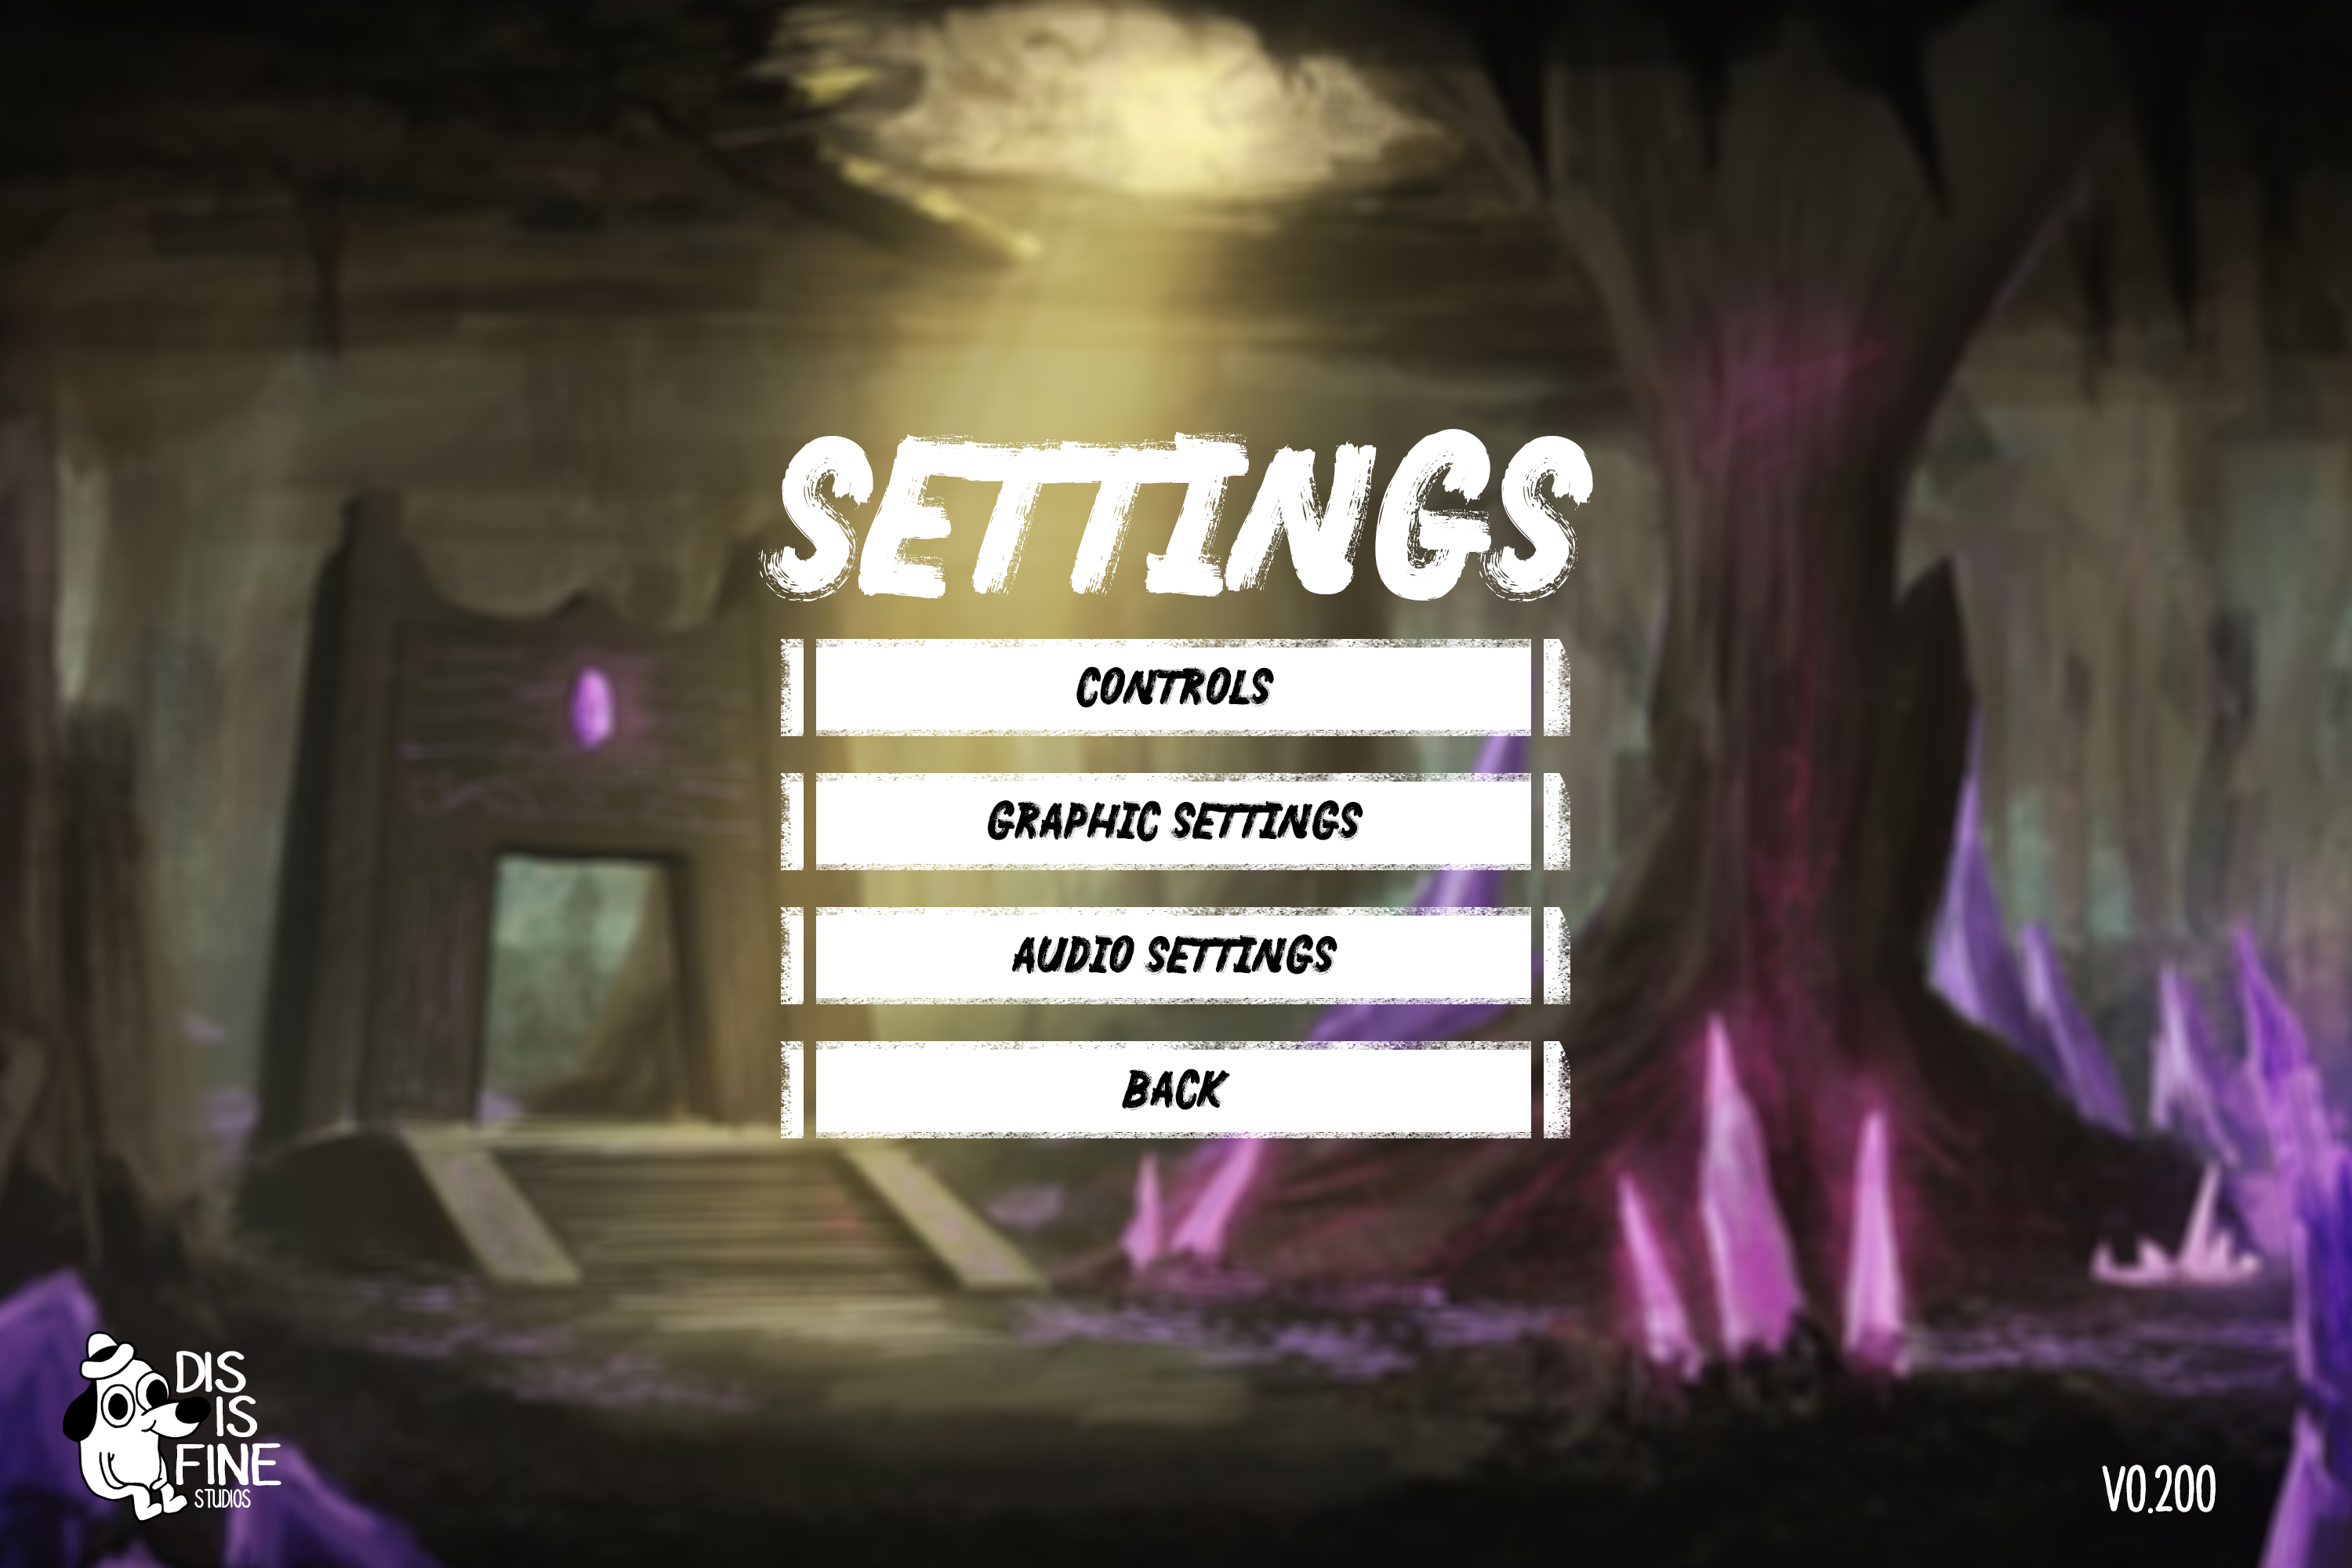 SETTINGS
CONTROLS
GRAPHIC SETTINGS
AUDIO SETTINGS
BACK
DIS
IS
FINE
STUDIOS
V0.200